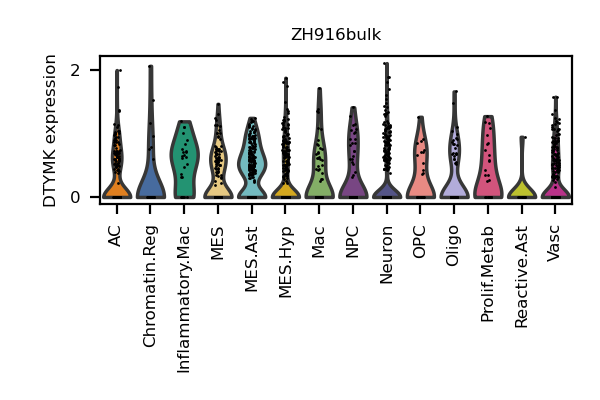 ZH916bulk
DTYMK expression
2
0
AC
Chromatin.Reg
Inflammatory.Mac
MES
MES.Ast
MES.Hyp
Mac
NPC
Neuron
OPC
Oligo
Prolif.Metab
Reactive.Ast
Vasc